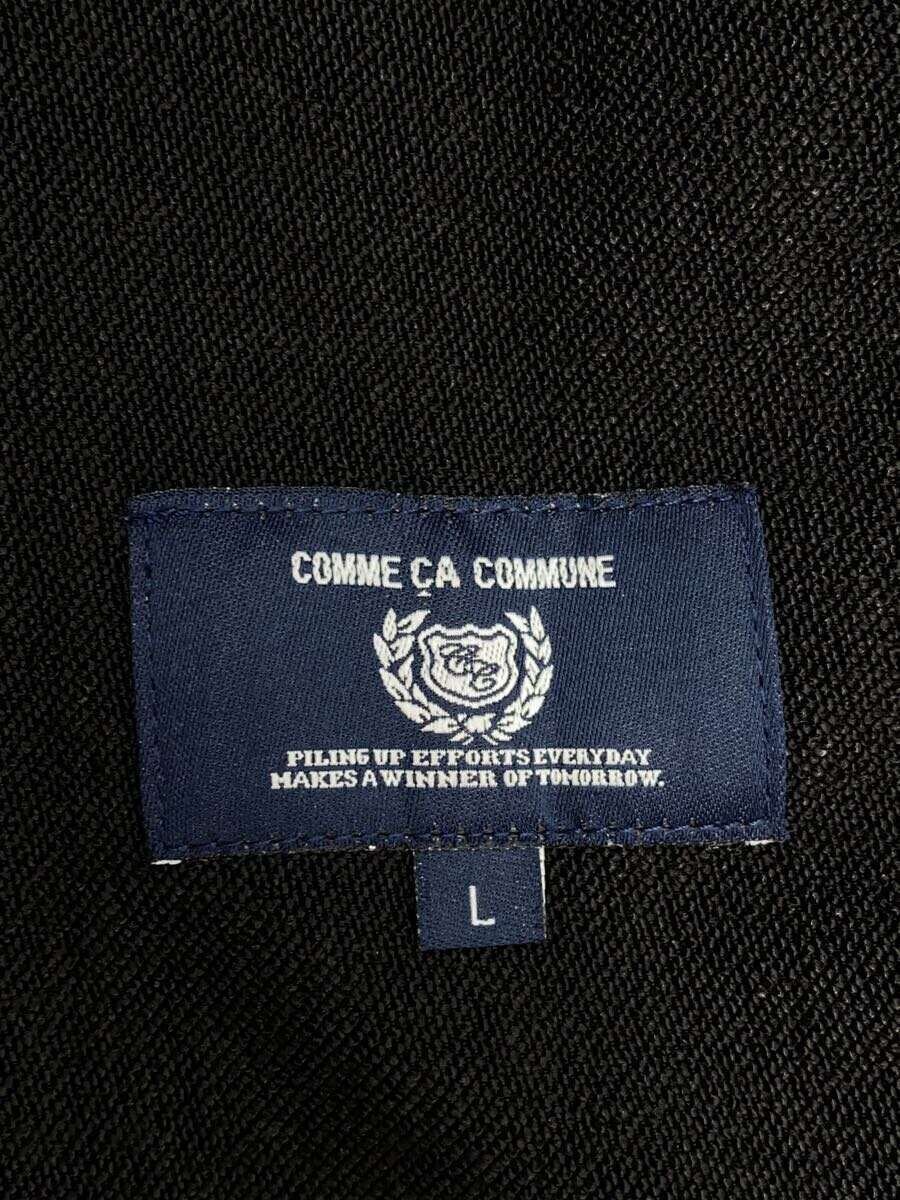 COMME ÇA COMMUNE
PILING UP EFFORTS EVERYDAY
MAKES A WINNER OF TOMORROW.
L